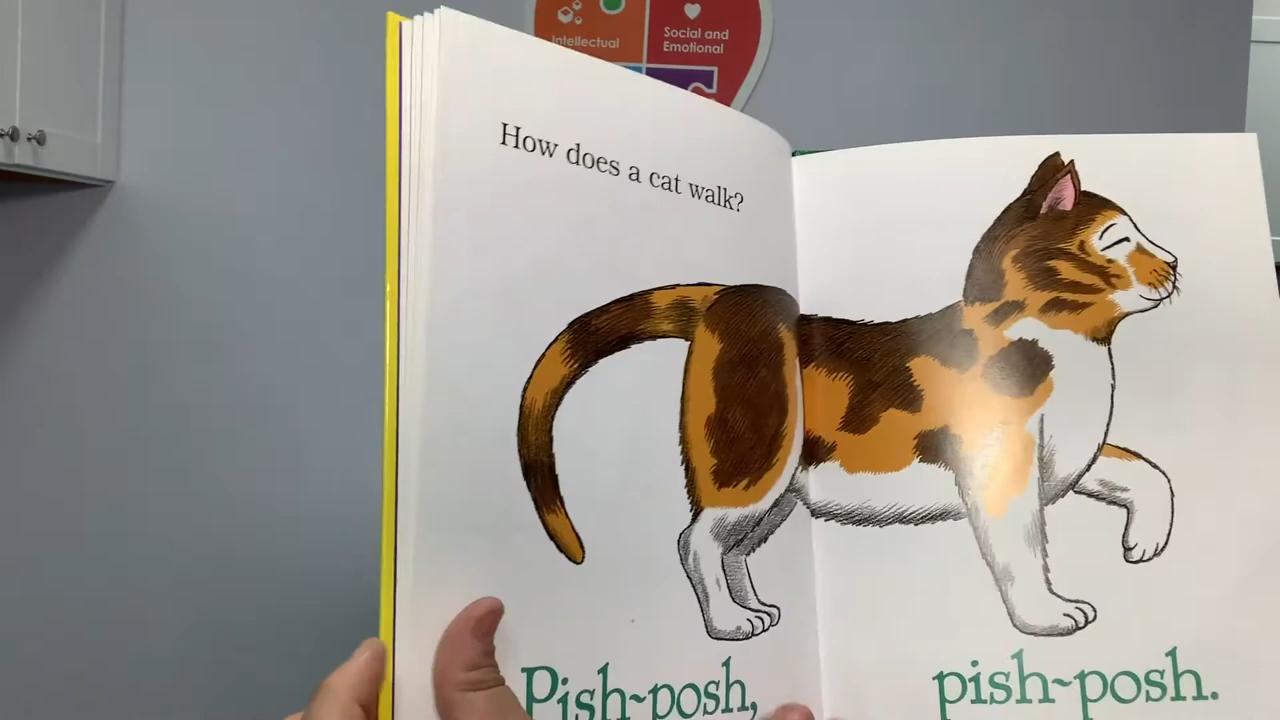 Intellectual
Social and
Emotional
How does a cat walk?
Pish~posh,
pish~posh.